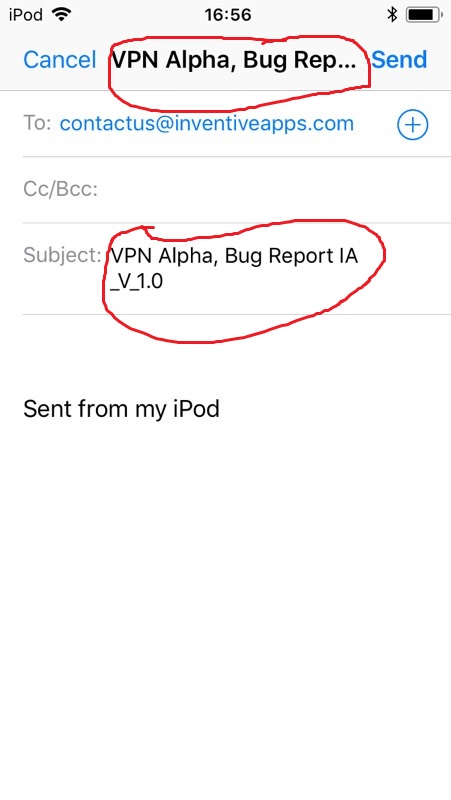 iPod 16:56
Cancel VPN Alpha, Bug Rep... Send
To: contactus@inventiveapps.com
Cc/Bcc:
Subject: VPN Alpha, Bug Report IA
_V_1.0
Sent from my iPod